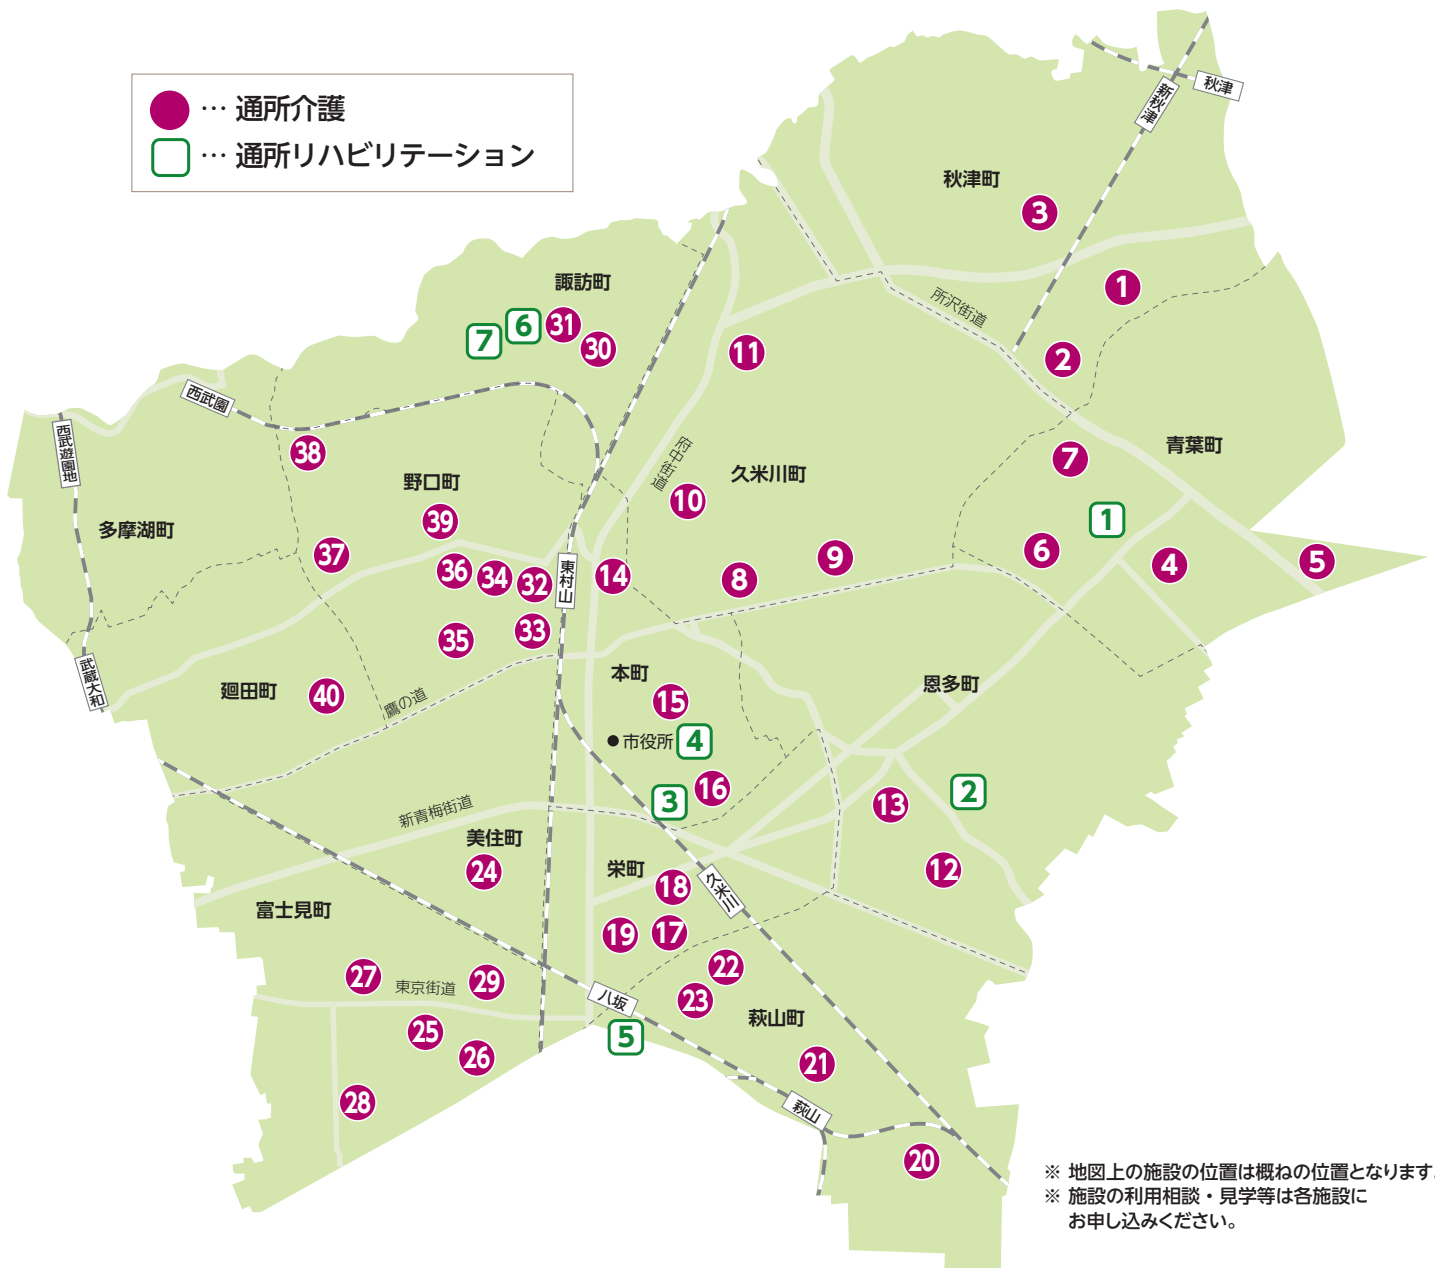 … 通所介護
… 通所リハビリテーション
秋津
新秋津
秋津町
3
諏訪町
1
所沢街道
6
31
7
30
11
2
西武園
西武遊園地
38
府中街道
7
青葉町
野口町
久米川町
10
1
39
多摩湖町
37
36
34
32
東村山
14
8
9
6
4
5
35
33
武蔵大和
廻田町
40
鷹の道
本町
15
恩多町
市役所
4
16
3
13
2
新青梅街道
美住町
24
栄町
18
久米川
12
富士見町
19
17
22
27
東京街道
29
八坂
23
萩山町
25
5
26
21
28
萩山
20
※ 地図上の施設の位置は概ねの位置となります.
※ 施設の利用相談・見学等は各施設に
お申し込みください。